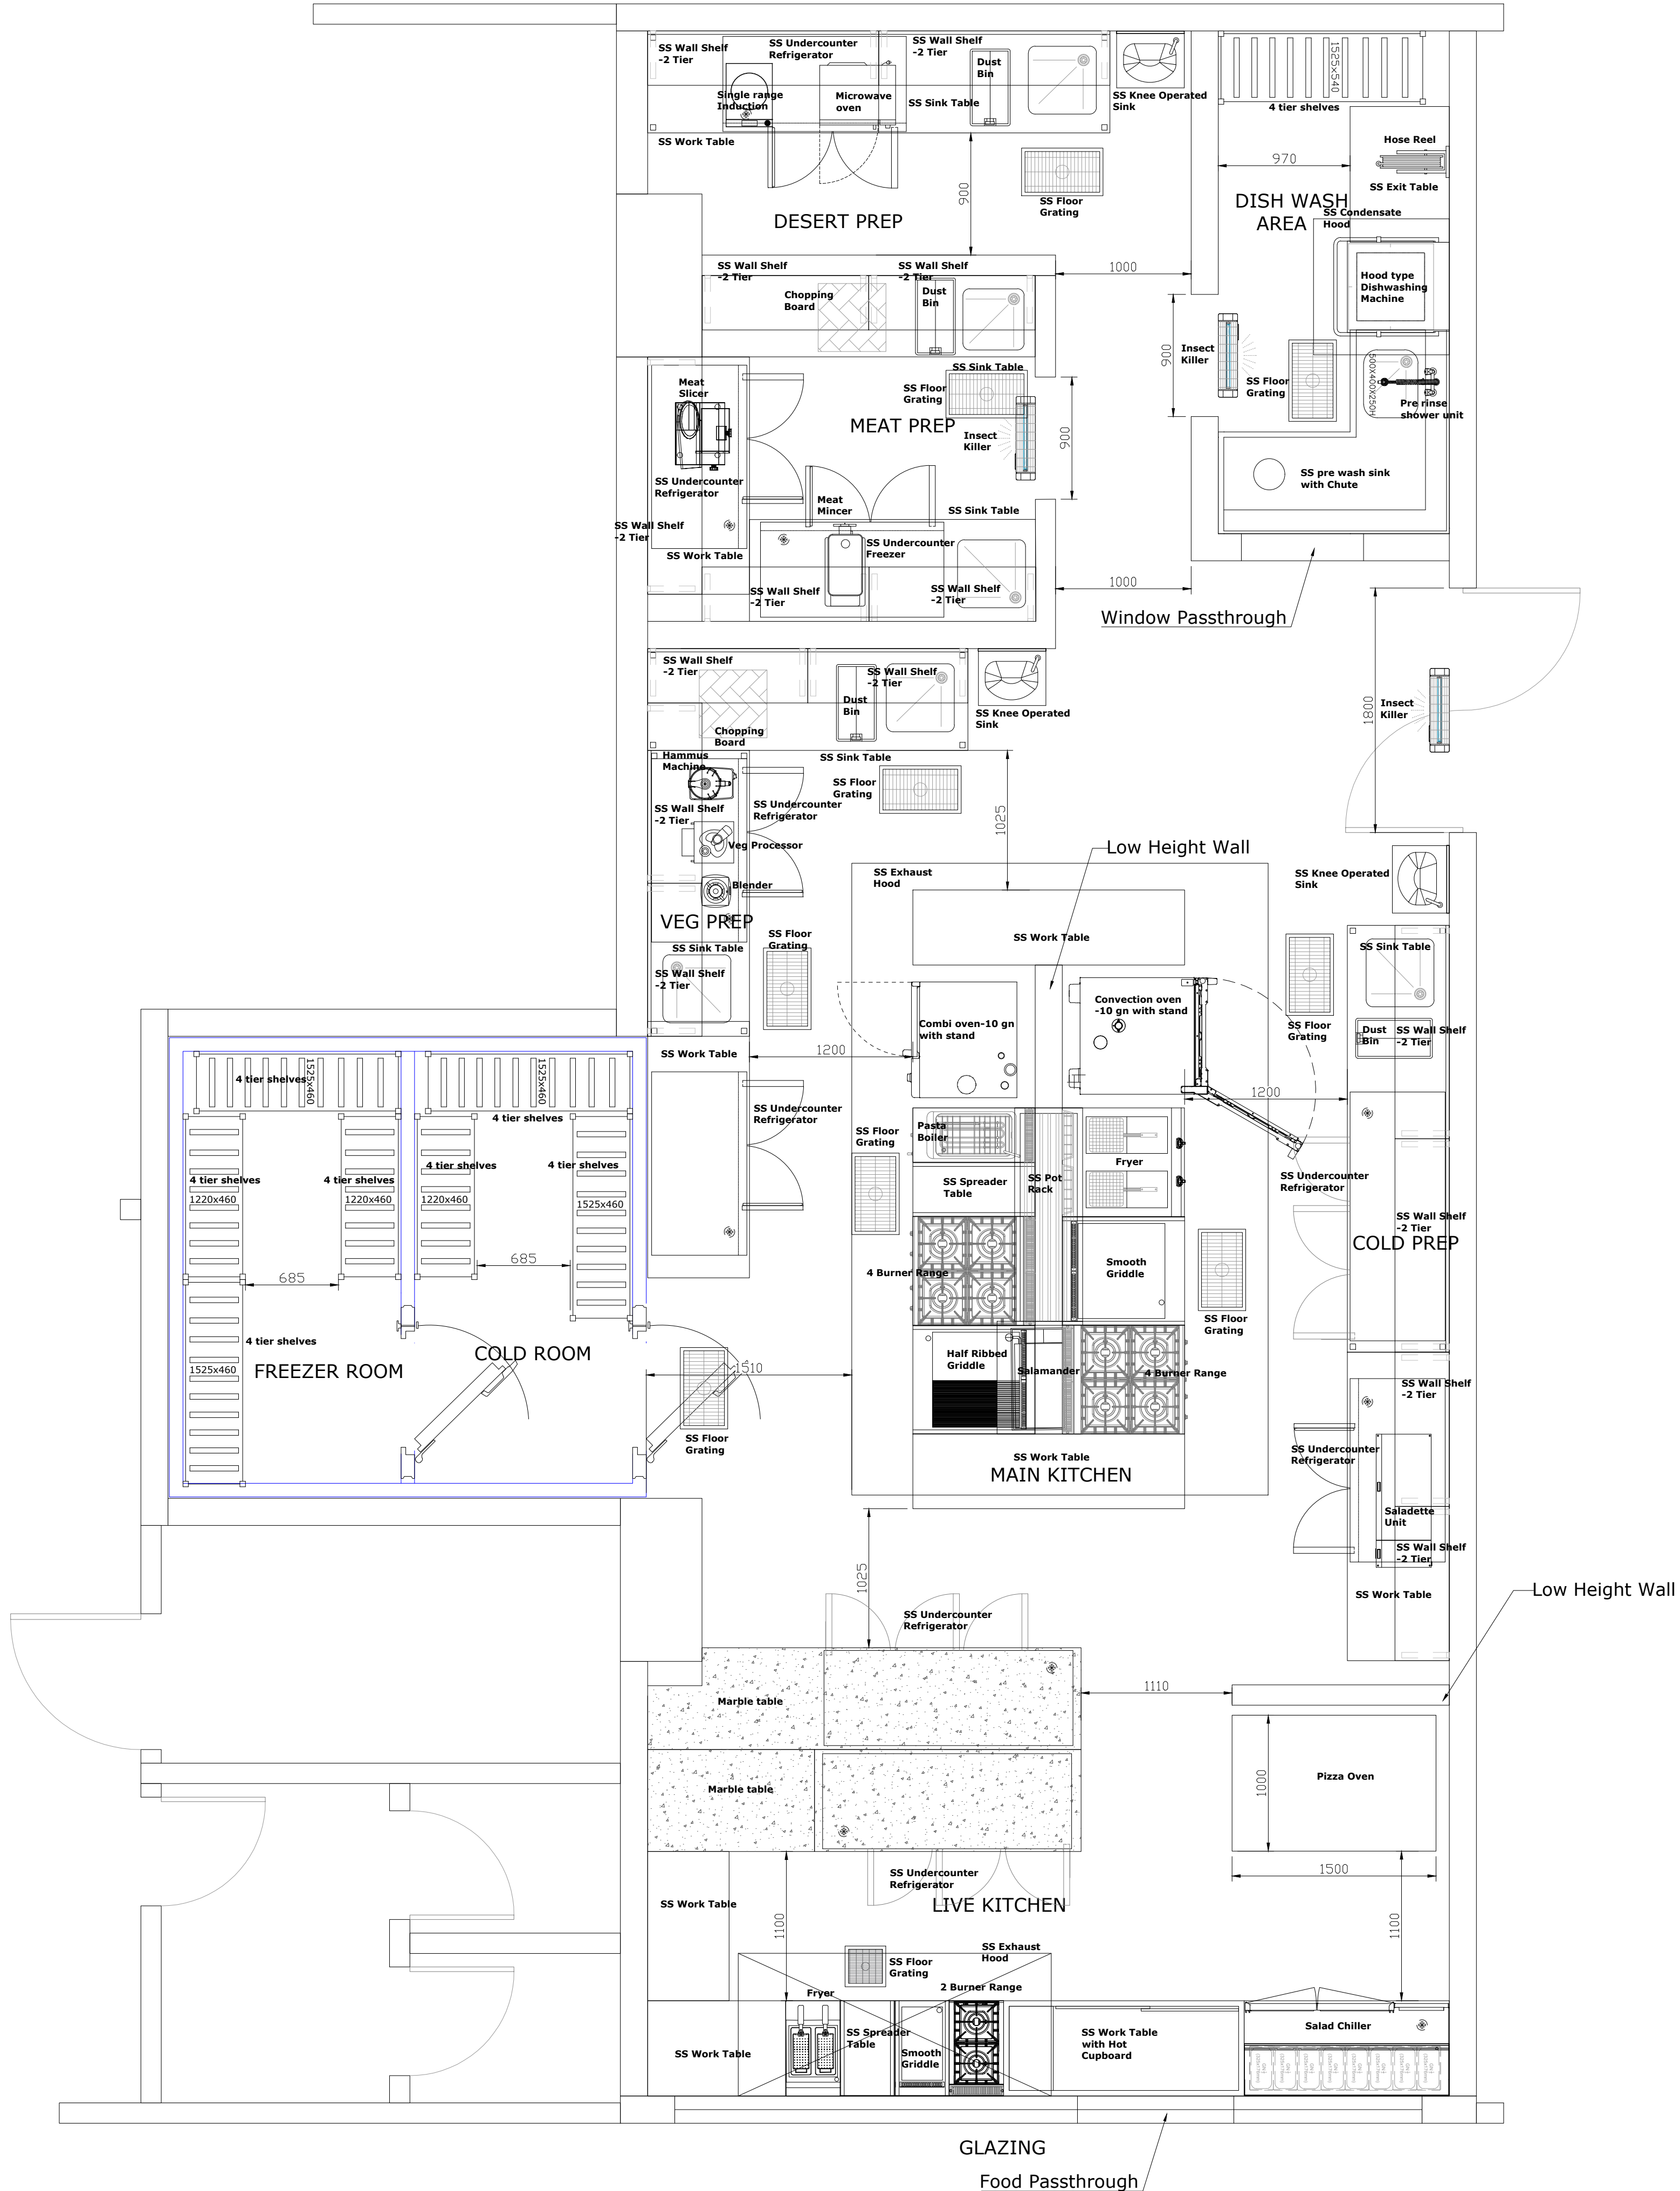 SS Wall Shelf
-2 Tier
SS Undercounter
Refrigerator
SS Wall Shelf
-2 Tier
Dust
Bin
1525x540
Single range
Induction
Microwave
oven
SS Sink Table
SS Knee Operated
Sink
4 tier shelves
SS Work Table
Hose Reel
970
SS Exit Table
900
SS Floor
Grating
DESERT PREP
DISH WASH
AREA
SS Condensate
Hood
SS Wall Shelf
-2 Tier
SS Wall Shelf
-2 Tier
1000
Chopping
Board
Dust
Bin
Hood type
Dishwashing
Machine
900
Insect
Killer
SS Sink Table
SS Floor
Grating
SS Floor
Grating
500X400X250H
Meat
Slicer
Pre rinse
shower unit
MEAT PREP
Insect
Killer
900
SS Undercounter
Refrigerator
SS pre wash sink
with Chute
Meat
Mincer
SS Sink Table
SS Wall Shelf
-2 Tier
SS Undercounter
Freezer
SS Work Table
SS Wall Shelf
-2 Tier
SS Wall Shelf
-2 Tier
1000
Window Passthrough
SS Wall Shelf
-2 Tier
SS Wall Shelf
-2 Tier
Dust
Bin
SS Knee Operated
Sink
1800
Insect
Killer
Chopping
Board
SS Sink Table
Hammus
Machine
SS Floor
Grating
SS Wall Shelf
-2 Tier
SS Undercounter
Refrigerator
1025
Veg Processor
Low Height Wall
Blender
SS Exhaust
Hood
SS Knee Operated
Sink
VEG PREP
SS Floor
Grating
SS Work Table
SS Sink Table
SS Sink Table
SS Wall Shelf
-2 Tier
Convection oven
-10 gn with stand
Combi oven-10 gn
with stand
SS Floor
Grating
Dust
Bin
SS Wall Shelf
-2 Tier
SS Work Table
1200
4 tier shelves
1525x460
1525x460
1200
4 tier shelves
SS Undercounter
Refrigerator
SS Floor
Grating
Pasta
Boiler
Fryer
4 tier shelves
4 tier shelves
4 tier shelves
4 tier shelves
SS Spreader
Table
SS Pot
Rack
SS Undercounter
Refrigerator
1220x460
1220x460
1220x460
1525x460
SS Wall Shelf
-2 Tier
COLD PREP
685
685
4 Burner Range
Smooth
Griddle
SS Floor
Grating
4 tier shelves
FREEZER ROOM
COLD ROOM
1525x460
1510
Half Ribbed
Griddle
Salamander
4 Burner Range
SS Wall Shelf
-2 Tier
SS Floor
Grating
SS Work Table
MAIN KITCHEN
SS Undercounter
Refrigerator
Saladette
Unit
SS Wall Shelf
-2 Tier
1025
SS Work Table
Low Height Wall
SS Undercounter
Refrigerator
Marble table
1110
Marble table
1000
Pizza Oven
SS Undercounter
Refrigerator
1500
SS Work Table
LIVE KITCHEN
1100
1100
SS Exhaust
Hood
SS Floor
Grating
Fryer
2 Burner Range
SS Work Table
SS Spreader
Table
Smooth
Griddle
SS Work Table
with Hot
Cupboard
Salad Chiller
GLAZING
Food Passthrough